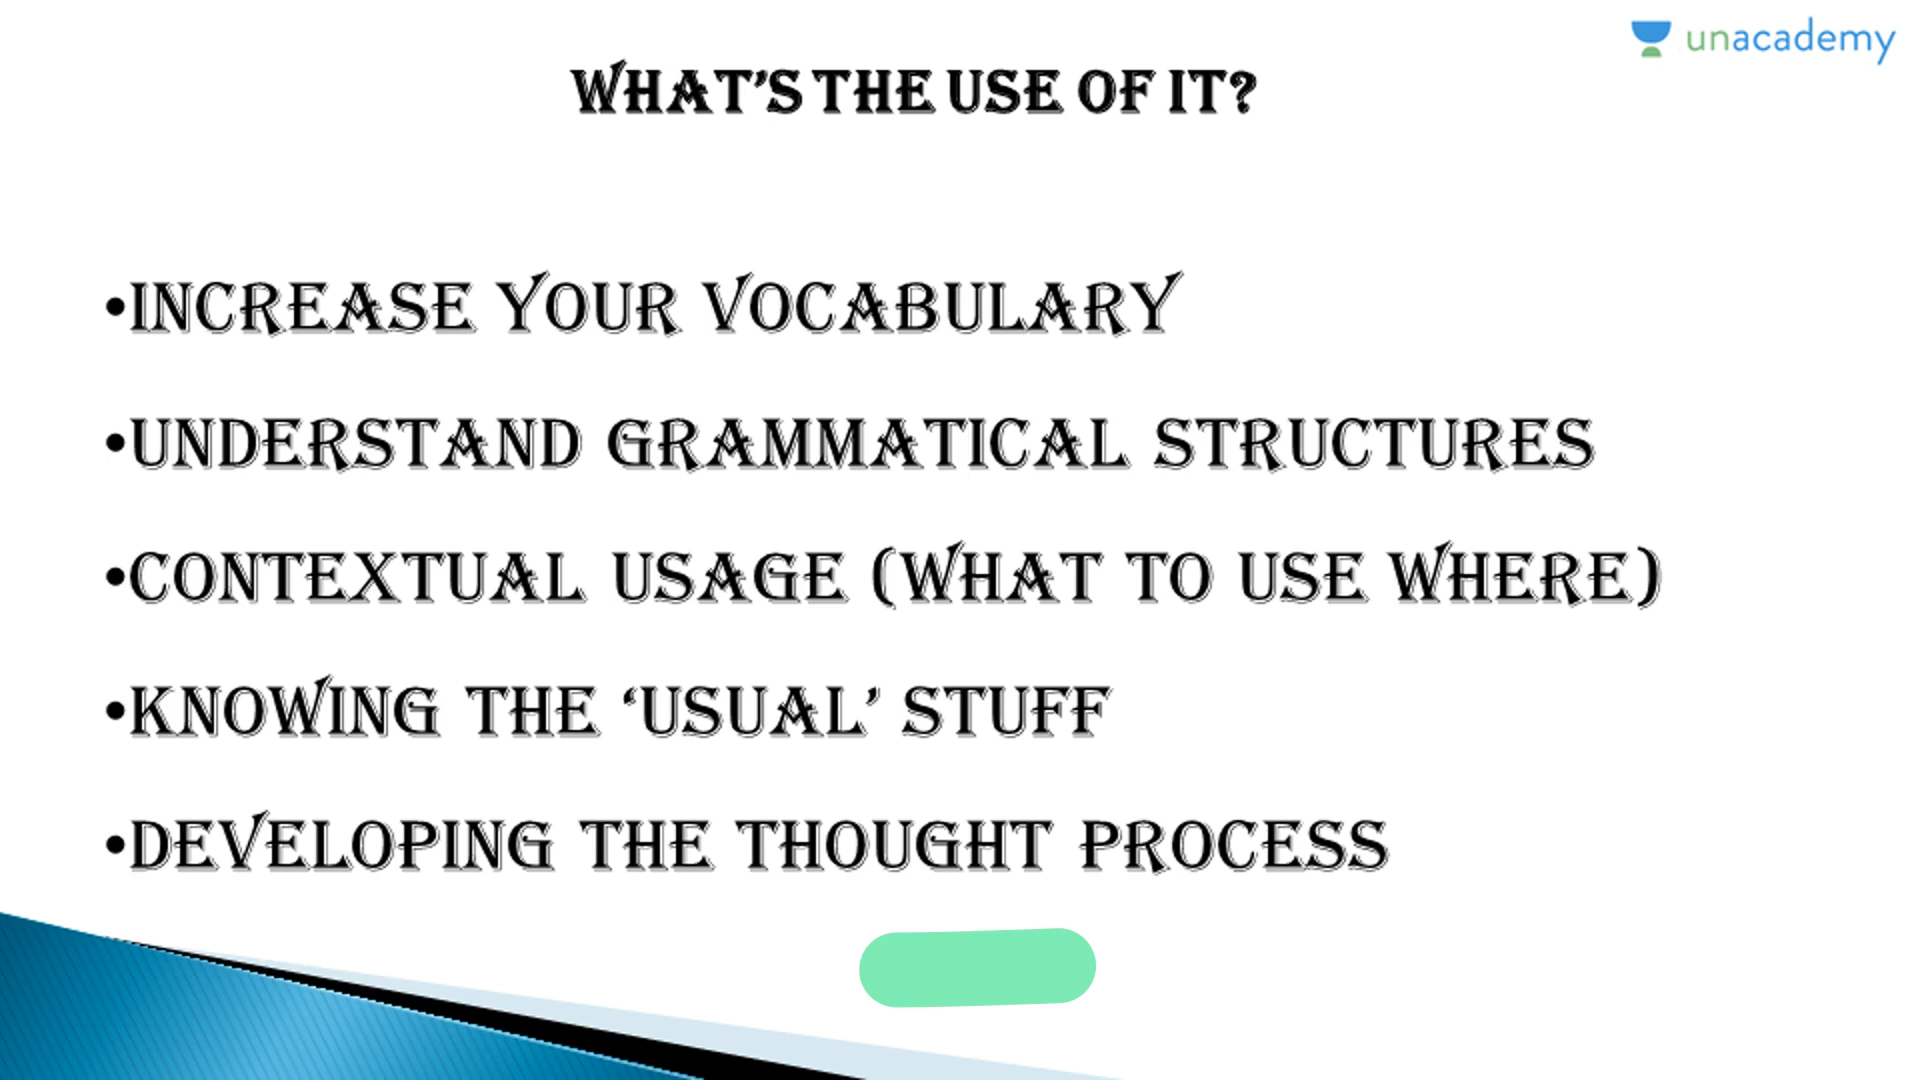 unacademy
WHAT'S THE USE OF IT?
•INCREASE YOUR VOCABULARY
•UNDERSTAND GRAMMATICAL STRUCTURES
•CONTEXTUAL USAGE (WHAT TO USE WHERE)
•KNOWING THE ‘USUAL’ STUFF
•DEVELOPING THE THOUGHT PROCESS